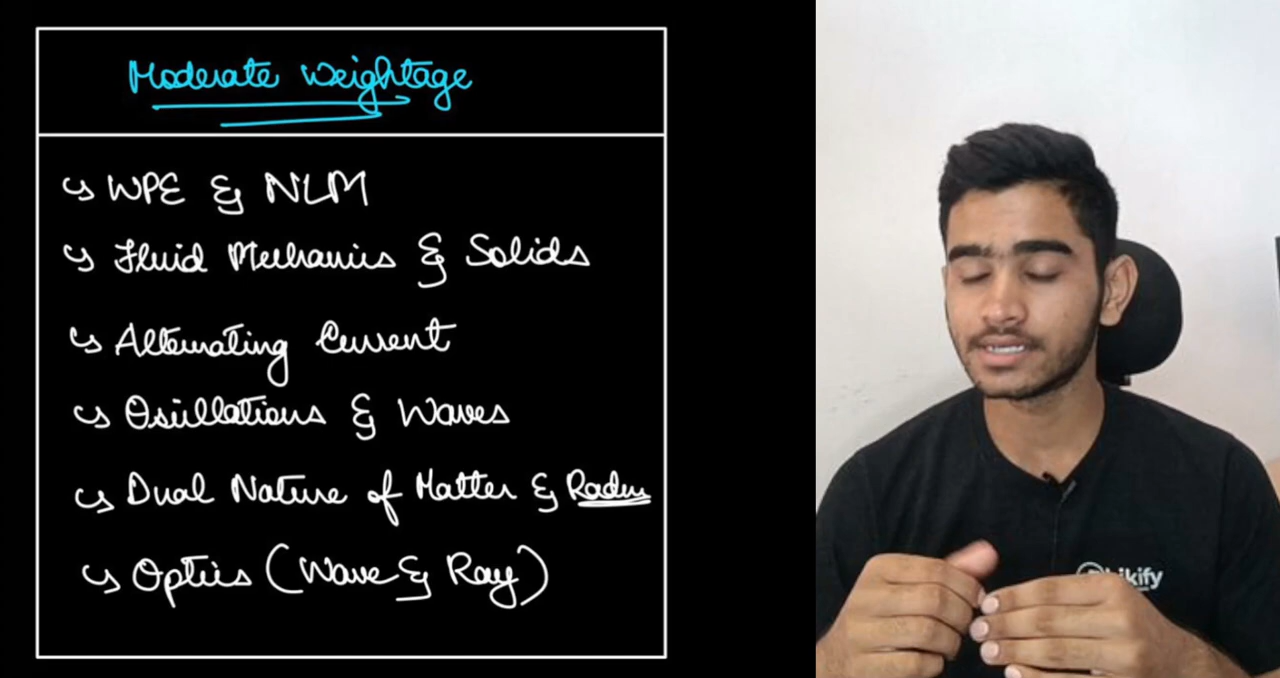 Moderate Weightage
↪ WPE & NLM
↪ Fluid Mechanics & Solids
↪ Alternating Current
↪ Oscillations & Waves
↪ Dual Nature of Matter & Radn
↪ Optics (Wave & Ray)